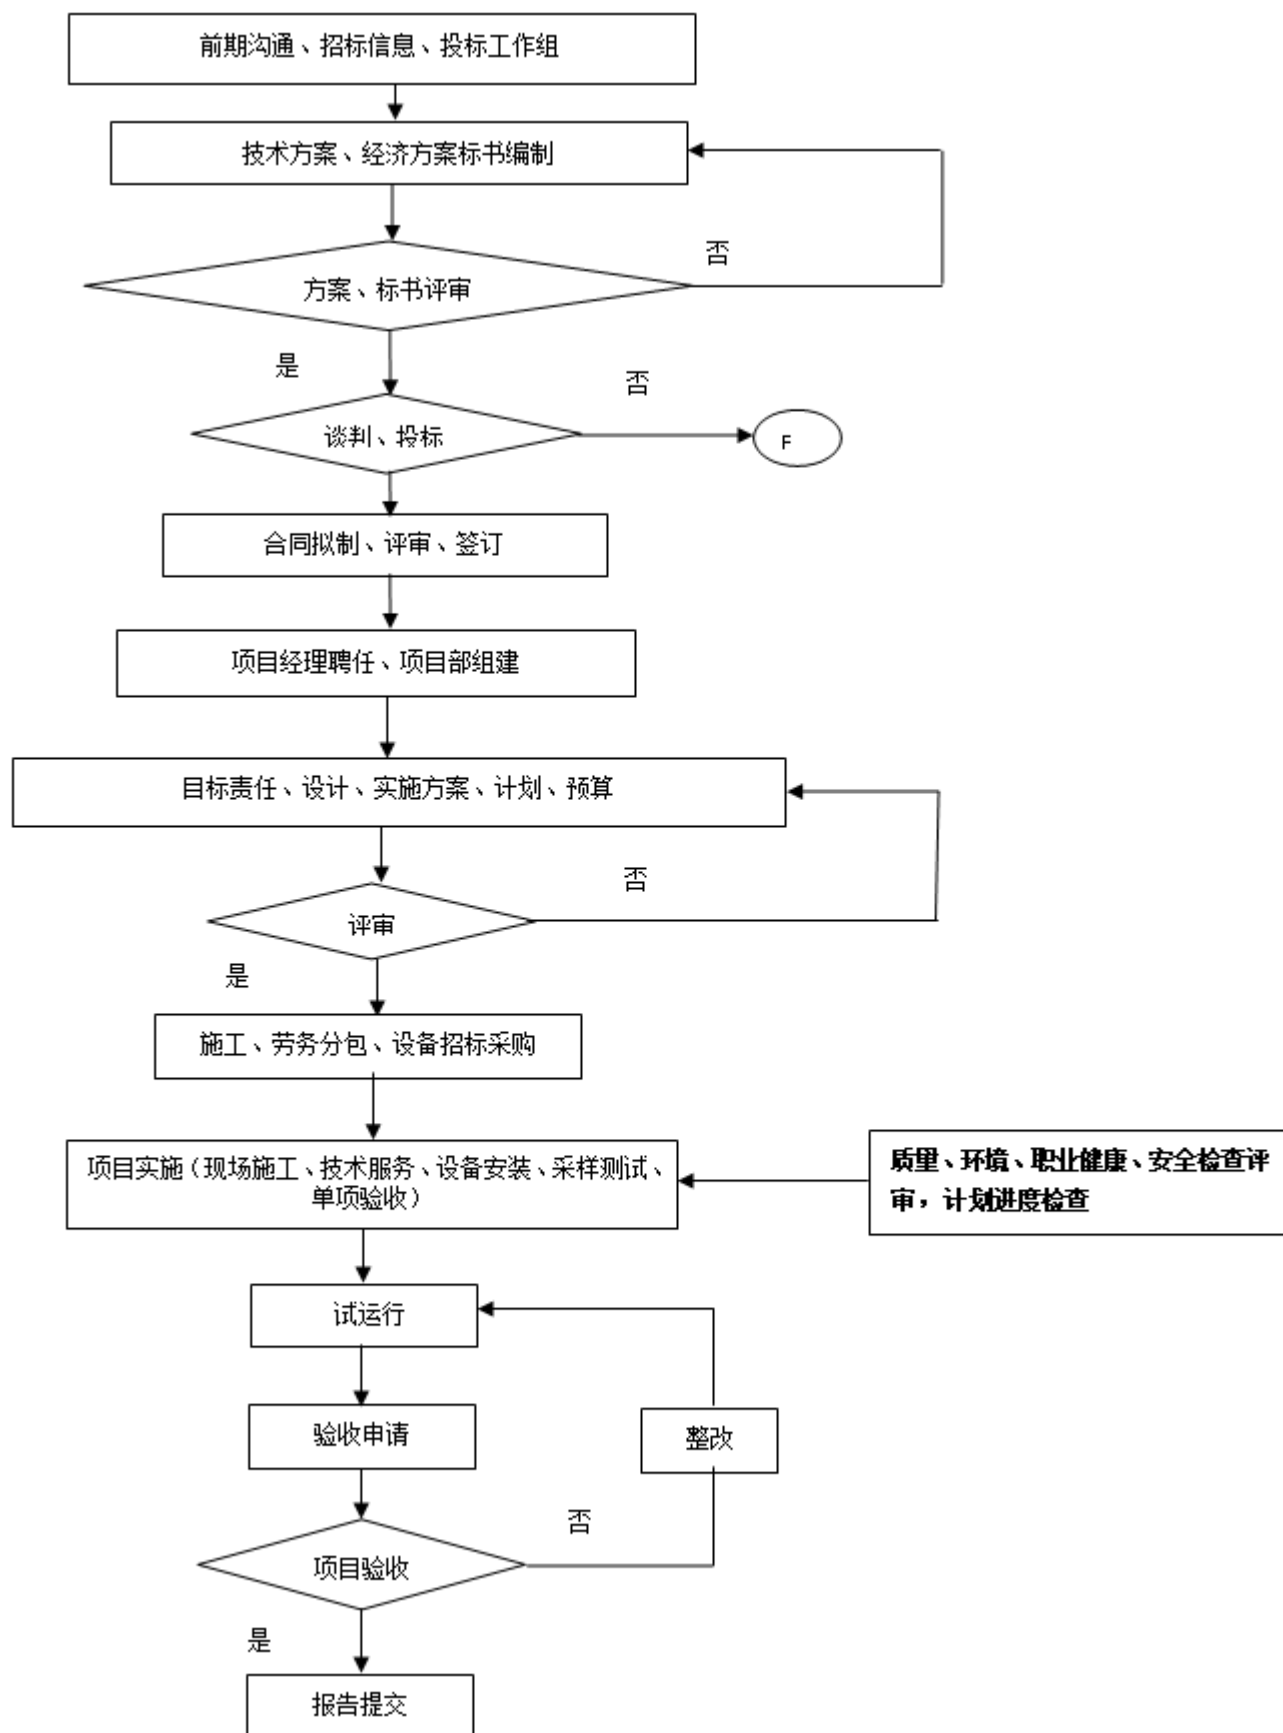 前期沟通、招标信息、投标工作组
技术方案、经济方案标书编制
否
方案、标书评审
是
否
谈判、投标
F
合同拟制、评审、签订
项目经理聘任、项目部组建
目标责任、设计、实施方案、计划、预算
否
评审
是
施工、劳务分包、设备招标采购
项目实施（现场施工、技术服务、设备安装、采样测试、
单项验收）
质量、环境、职业健康、安全检查评
审，计划进度检查
试运行
验收申请
整改
否
项目验收
是
报告提交